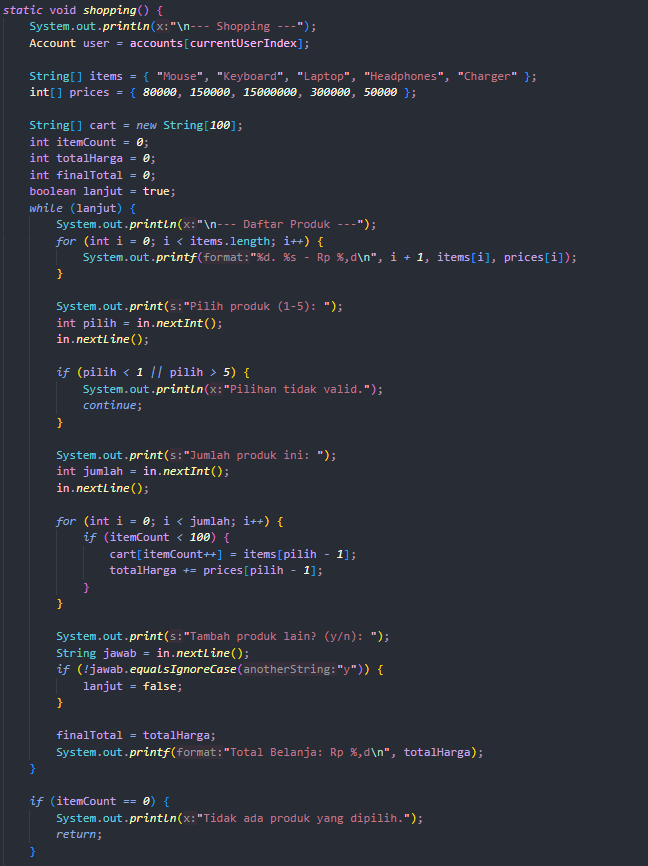 static void shopping() {
    System.out.println(x:"\n--- Shopping ---");
    Account user = accounts[currentUserIndex];

    String[] items = { "Mouse", "Keyboard", "Laptop", "Headphones", "Charger" };
    int[] prices = { 80000, 150000, 15000000, 300000, 50000 };

    String[] cart = new String[100];
    int itemCount = 0;
    int totalHarga = 0;
    int finalTotal = 0;
    boolean lanjut = true;
    while (lanjut) {
        System.out.println(x:"\n--- Daftar Produk ---");
        for (int i = 0; i < items.length; i++) {
            System.out.printf(format:"%d. %s - Rp %,d\n", i + 1, items[i], prices[i]);
        }

        System.out.print(s:"Pilih produk (1-5): ");
        int pilih = in.nextInt();
        in.nextLine();

        if (pilih < 1 || pilih > 5) {
            System.out.println(x:"Pilihan tidak valid.");
            continue;
        }

        System.out.print(s:"Jumlah produk ini: ");
        int jumlah = in.nextInt();
        in.nextLine();

        for (int i = 0; i < jumlah; i++) {
            if (itemCount < 100) {
                cart[itemCount++] = items[pilih - 1];
                totalHarga += prices[pilih - 1];
            }
        }

        System.out.print(s:"Tambah produk lain? (y/n): ");
        String jawab = in.nextLine();
        if (!jawab.equalsIgnoreCase(anotherString:"y")) {
            lanjut = false;
        }

        finalTotal = totalHarga;
        System.out.printf(format:"Total Belanja: Rp %,d\n", totalHarga);
    }

    if (itemCount == 0) {
        System.out.println(x:"Tidak ada produk yang dipilih.");
        return;
    }